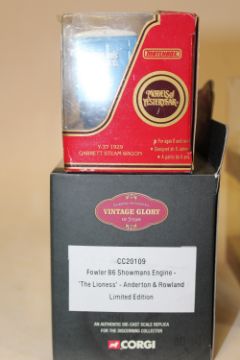 MATCHBOX
MODELS of
YESTERYEAR
Y-37 1929
GARRETT STEAM WAGON
VINTAGE GLORY
of Steam
CC20109
Fowler B6 Showmans Engine -
'The Lioness' - Anderton & Rowland
Limited Edition
AN AUTHENTIC DIE-CAST SCALE REPLICA
FOR THE DISCERNING COLLECTOR
CORGI